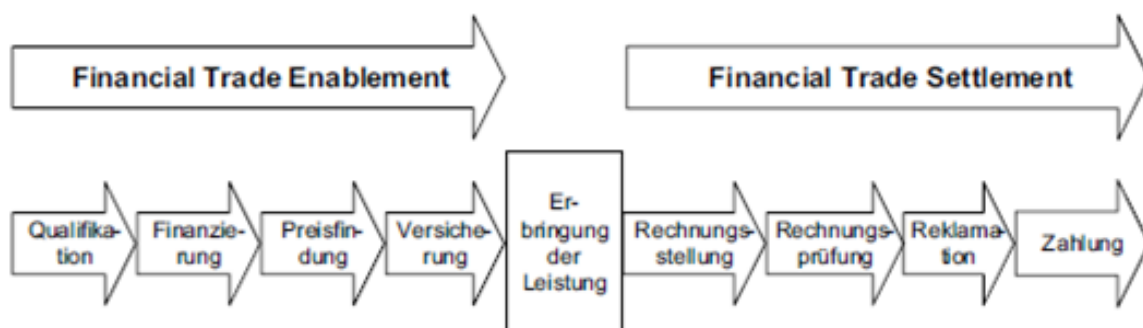 Financial Trade Enablement
Financial Trade Settlement
Qualifika-
tion
Finanzie-
rung
Preisfin-
dung
Versiche-
rung
Er-
bringung
der
Leistung
Rechnungs-
stellung
Rechnungs-
prüfung
Reklama-
tion
Zahlung